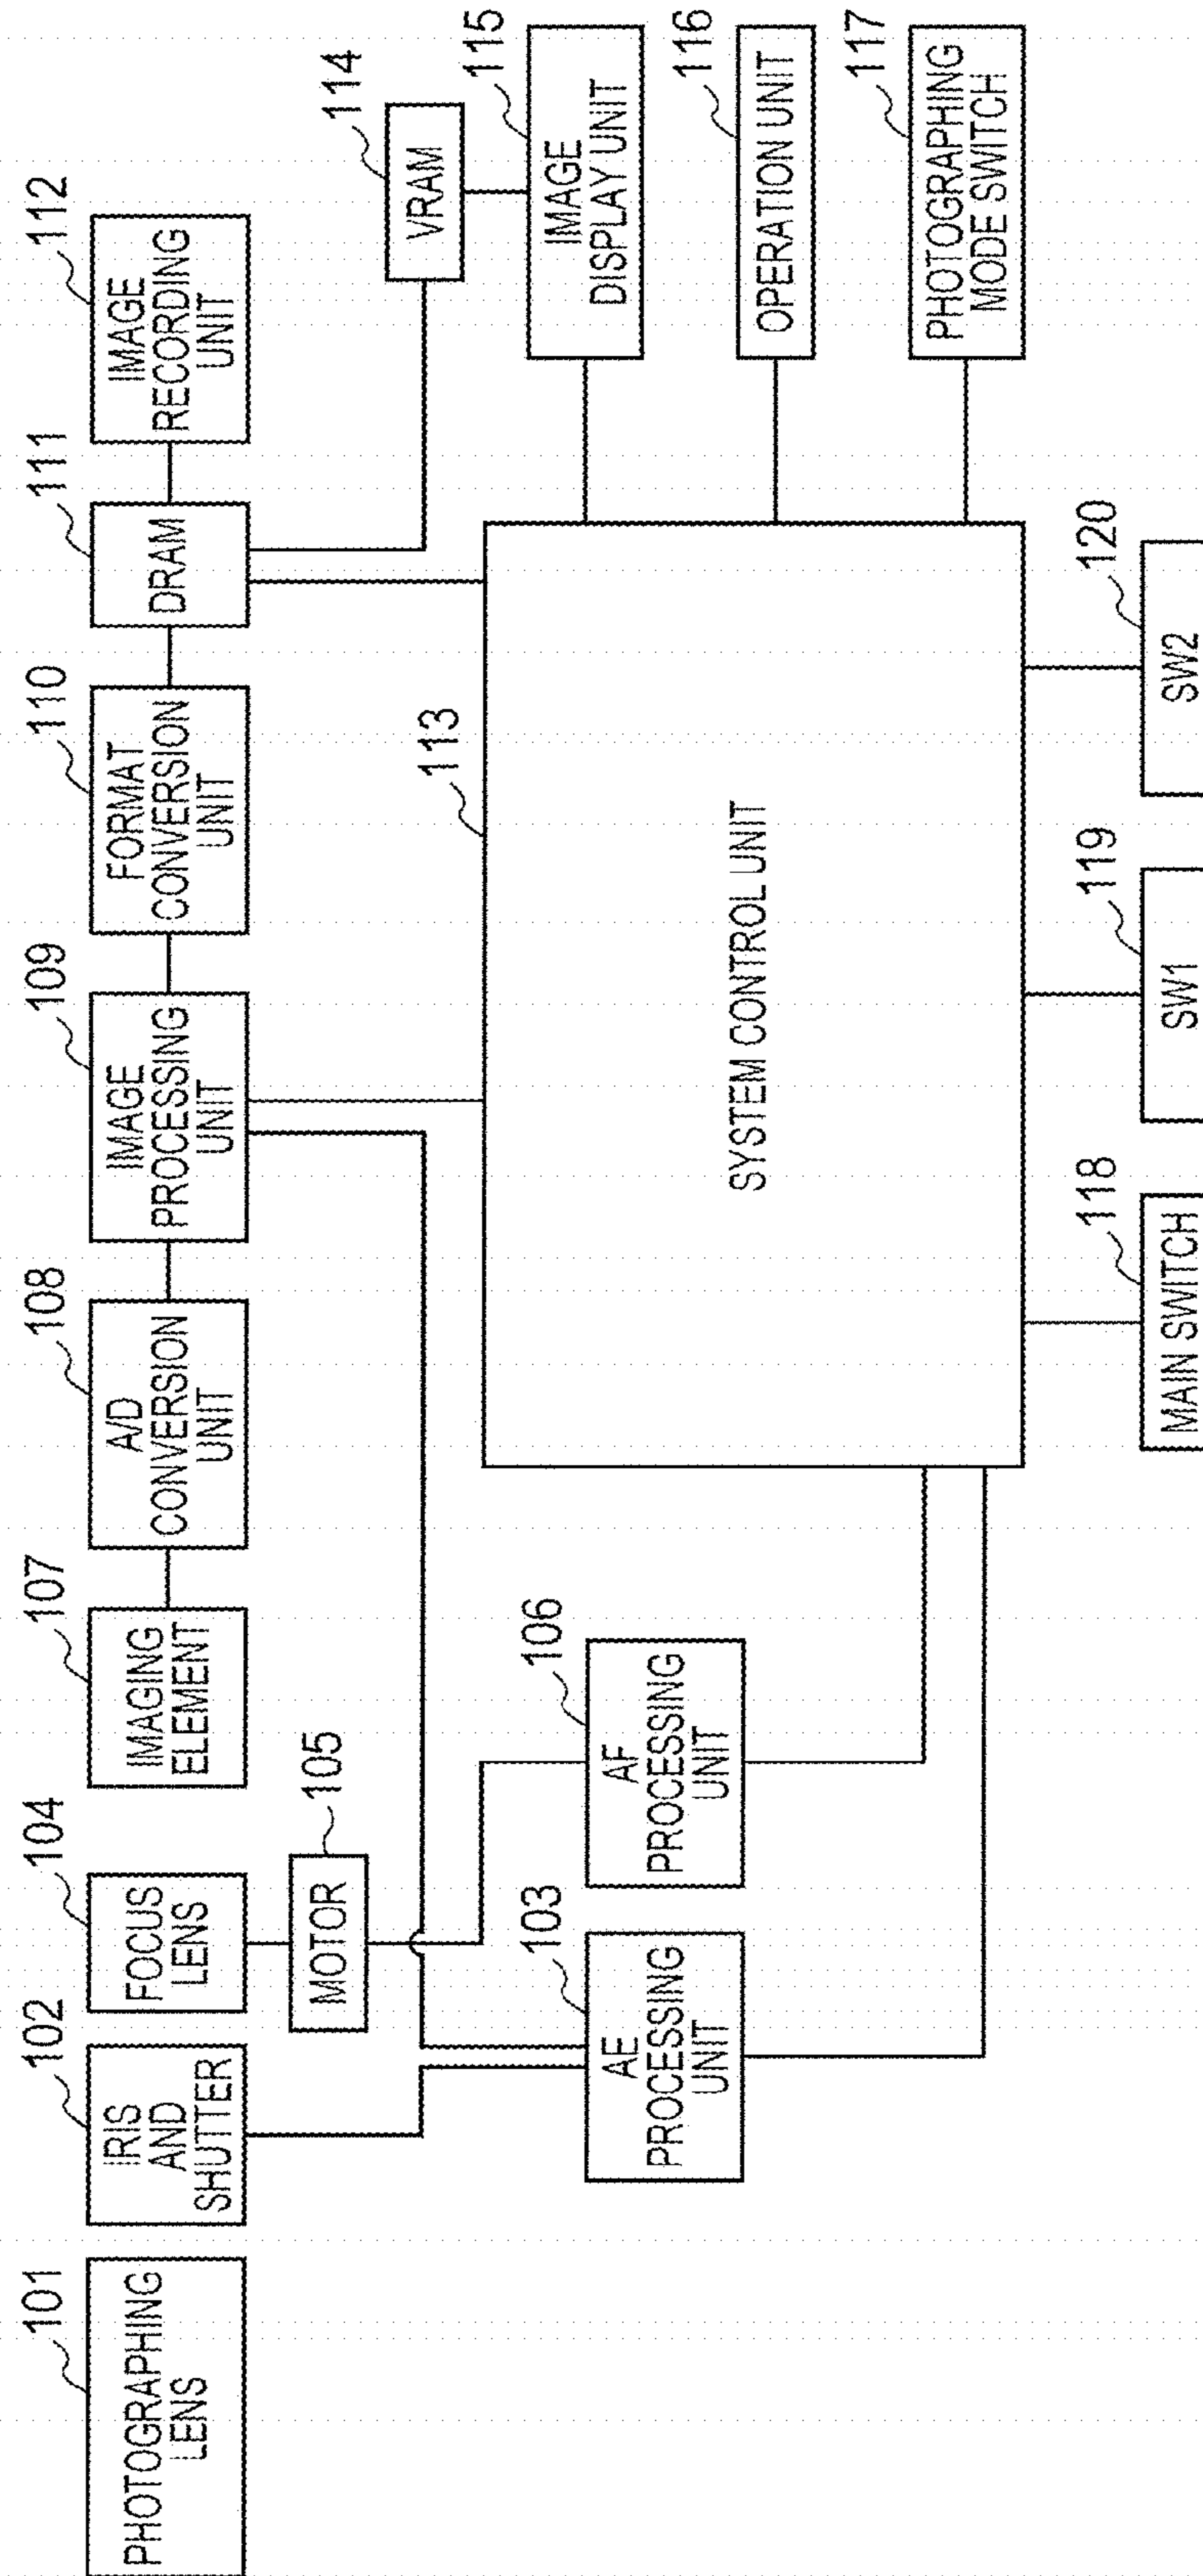 101
PHOTOGRAPHING
LENS
102
IRIS
AND
SHUTTER
104
FOCUS
LENS
107
IMAGING
ELEMENT
108
A/D
CONVERSION
UNIT
109
IMAGE
PROCESSING
UNIT
110
FORMAT
CONVERSION
UNIT
111
DRAM
112
IMAGE
RECORDING
UNIT
105
MOTOR
114
VRAM
103
AE
PROCESSING
UNIT
106
AF
PROCESSING
UNIT
113
SYSTEM CONTROL UNIT
115
IMAGE
DISPLAY UNIT
116
OPERATION UNIT
117
PHOTOGRAPHING
MODE SWITCH
118
MAIN SWITCH
119
SW1
120
SW2